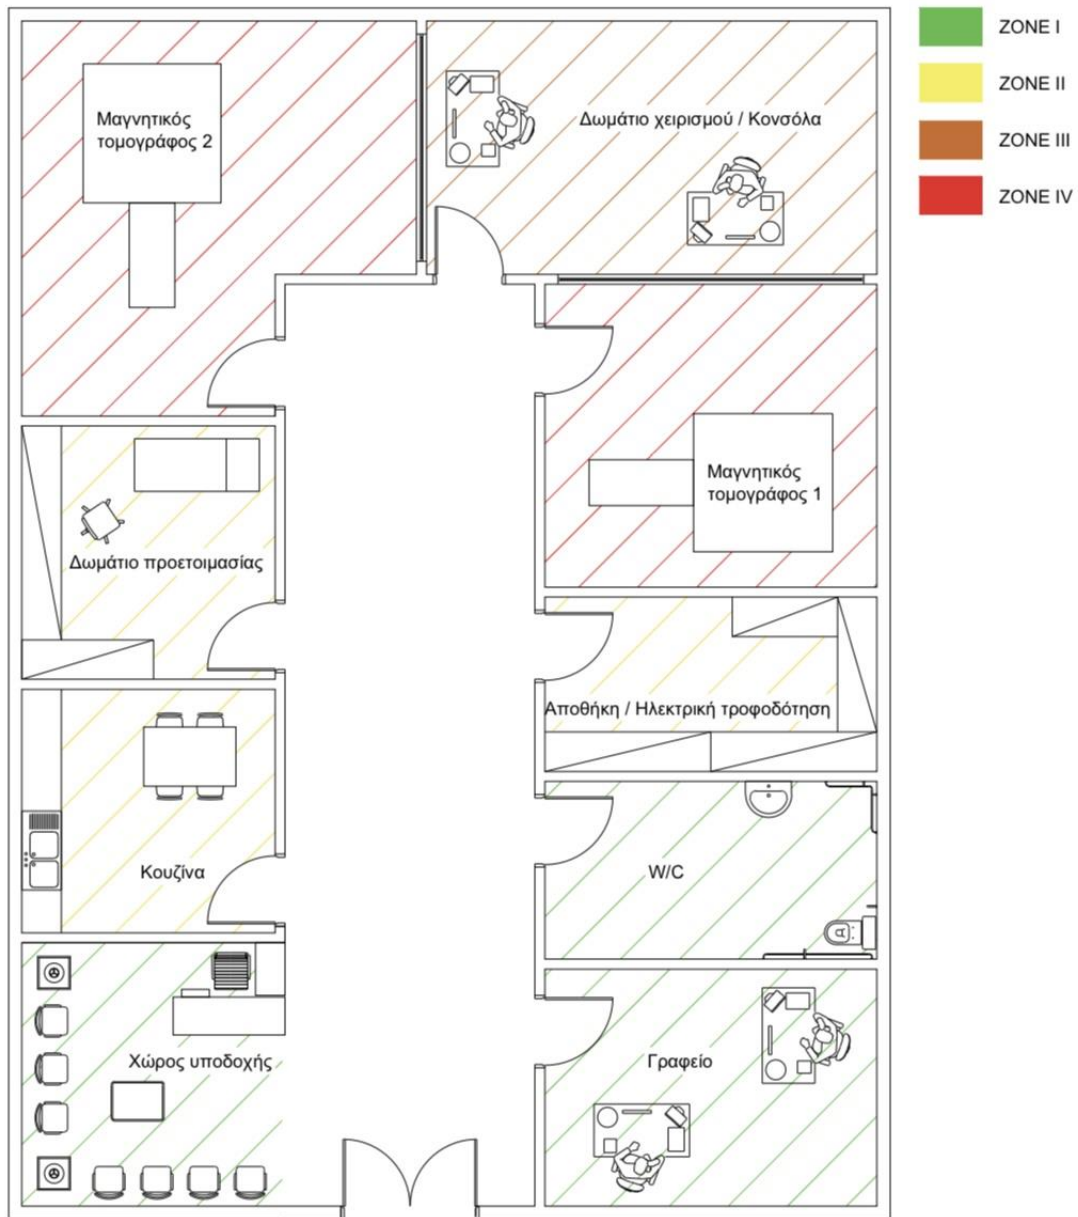 Μαγνητικός
τομογράφος 2
Δωμάτιο χειρισμού / Κονσόλα
ZONE I
ZONE II
ZONE III
ZONE IV
Μαγνητικός
τομογράφος 1
Δωμάτιο προετοιμασίας
Αποθήκη / Ηλεκτρική τροφοδότηση
Κουζίνα
W/C
Χώρος υποδοχής
Γραφείο